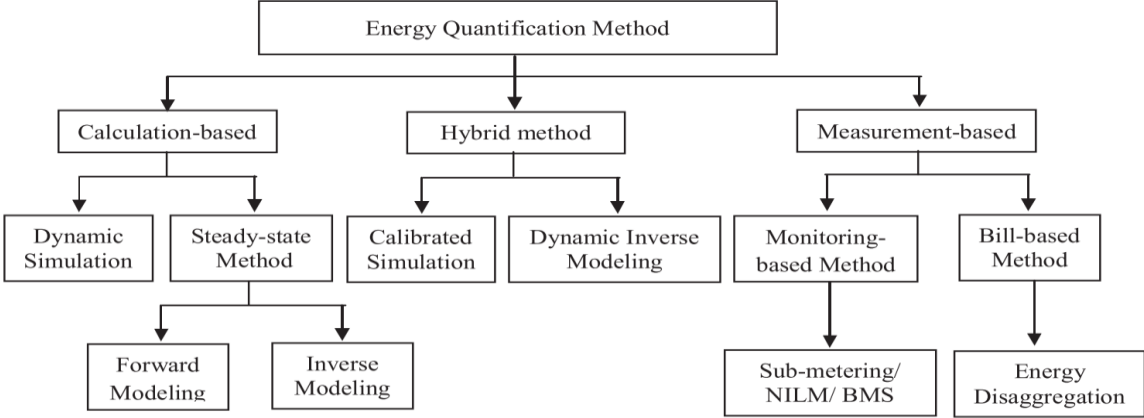 Energy Quantification Method
Calculation-based
Hybrid method
Measurement-based
Dynamic
Simulation
Steady-state
Method
Calibrated
Simulation
Dynamic Inverse
Modeling
Monitoring-
based Method
Bill-based
Method
Forward
Modeling
Inverse
Modeling
Sub-metering/
NILM/ BMS
Energy
Disaggregation